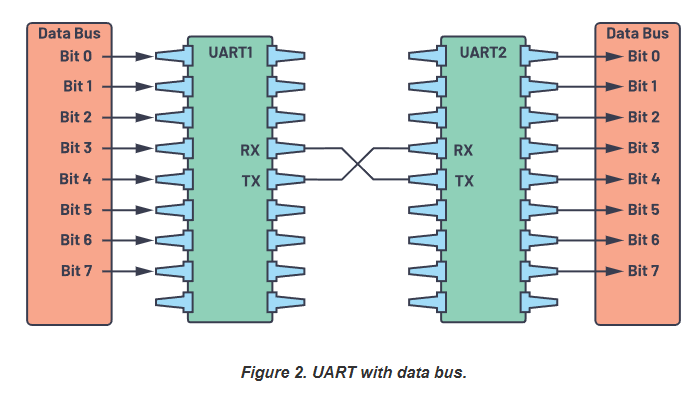 Data Bus
Bit 0
Bit 1
Bit 2
Bit 3
Bit 4
Bit 5
Bit 6
Bit 7
UART1
RX
TX
UART2
RX
TX
Data Bus
Bit 0
Bit 1
Bit 2
Bit 3
Bit 4
Bit 5
Bit 6
Bit 7
Figure 2. UART with data bus.